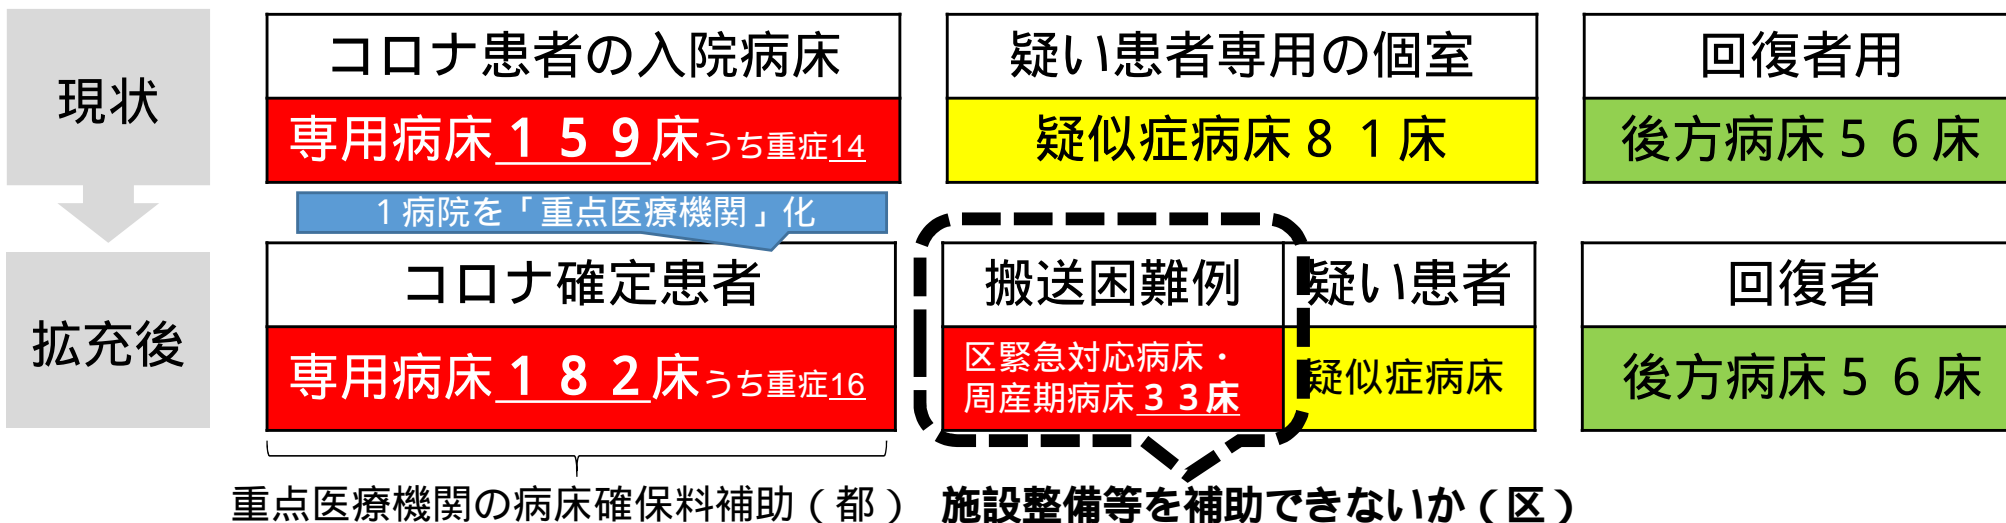 現状
コロナ患者の入院病床
専用病床１５９床うち重症14
疑い患者専用の個室
疑似症病床８１床
回復者用
後方病床５６床
１病院を「重点医療機関」化
拡充後
コロナ確定患者
専用病床１８２床うち重症16
搬送困難例
区緊急対応病床・
周産期病床３３床
疑い患者
疑似症病床
回復者
後方病床５６床
重点医療機関の病床確保料補助（都）
施設整備等を補助できないか（区）